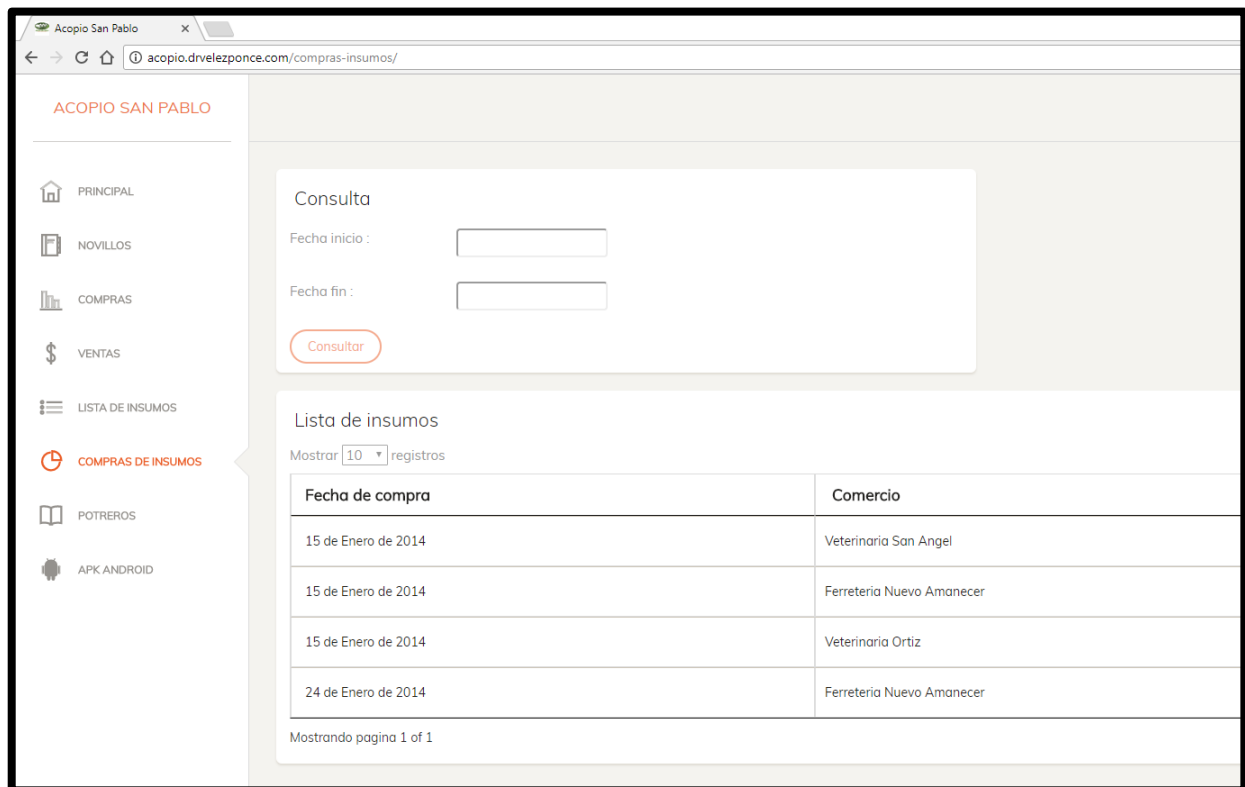 Acopio San Pablo
acopio.drvelezponce.com/compras-insumos/
ACOPIO SAN PABLO
PRINCIPAL
NOVILLOS
COMPRAS
VENTAS
LISTA DE INSUMOS
COMPRAS DE INSUMOS
POTREROS
APK ANDROID
Consulta
Fecha inicio :
Fecha fin :
Consultar
Lista de insumos
Mostrar 10 registros
Fecha de compra Comercio
15 de Enero de 2014 Veterinaria San Angel
15 de Enero de 2014 Ferreteria Nuevo Amanecer
15 de Enero de 2014 Veterinaria Ortiz
24 de Enero de 2014 Ferreteria Nuevo Amanecer
Mostrando pagina 1 of 1